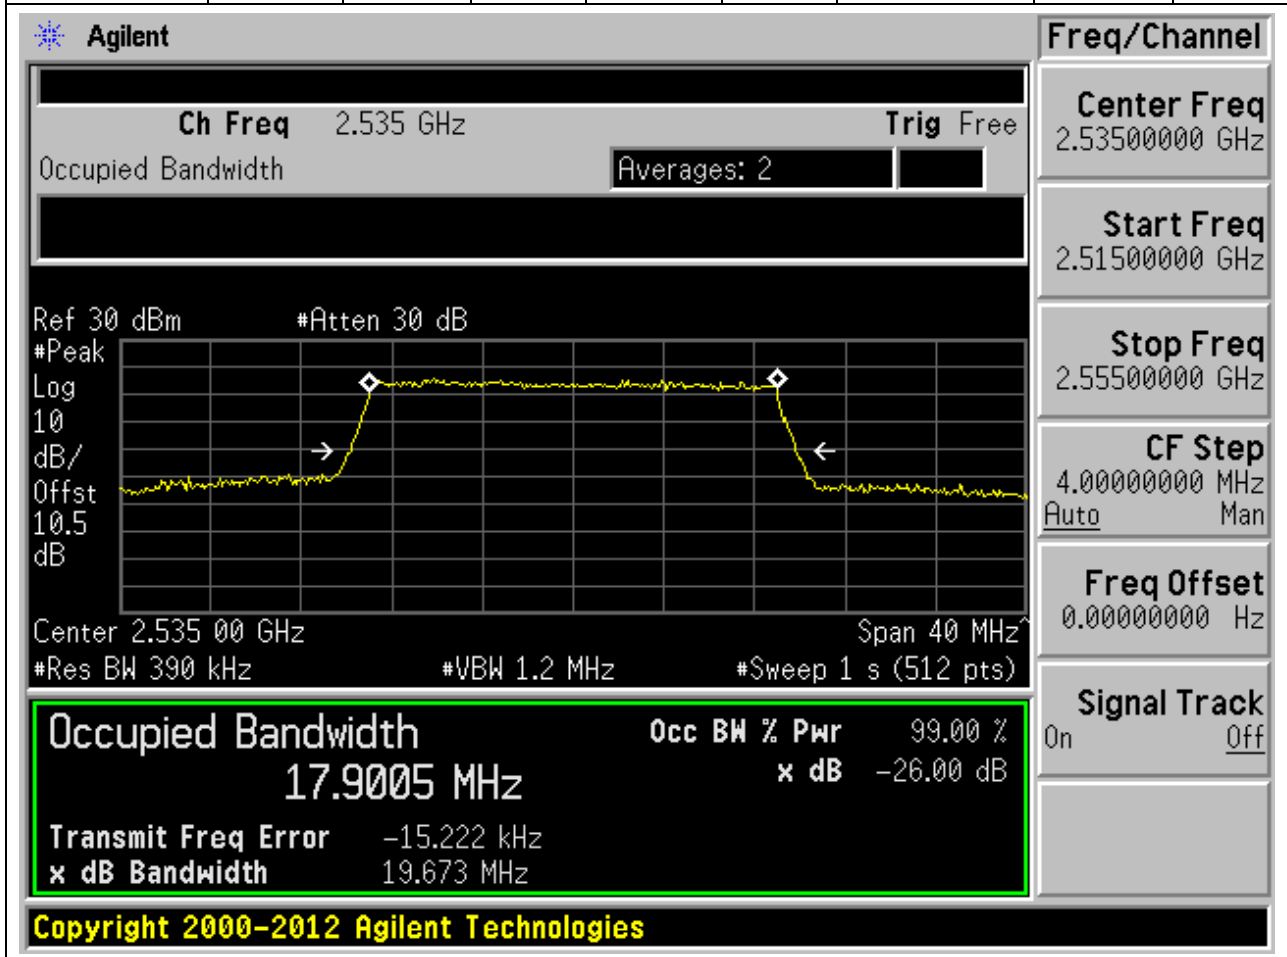 Agilent
Freq/Channel
Ch Freq 2.535 GHz Trig Free
Occupied Bandwidth Averages: 2
Center Freq
2.53500000 GHz
Start Freq
2.51500000 GHz
Stop Freq
2.55500000 GHz
CF Step
4.00000000 MHz
Auto Man
Freq Offset
0.00000000 Hz
Signal Track
On Off
Ref 30 dBm #Atten 30 dB
#Peak
Log
10
dB/
Offst
10.5
dB
Center 2.535 00 GHz Span 40 MHz^
#Res BW 390 kHz #VBW 1.2 MHz #Sweep 1 s (512 pts)
Occupied Bandwidth Occ BW % Pwr 99.00 %
17.9005 MHz x dB -26.00 dB
Transmit Freq Error -15.222 kHz
x dB Bandwidth 19.673 MHz
Copyright 2000-2012 Agilent Technologies